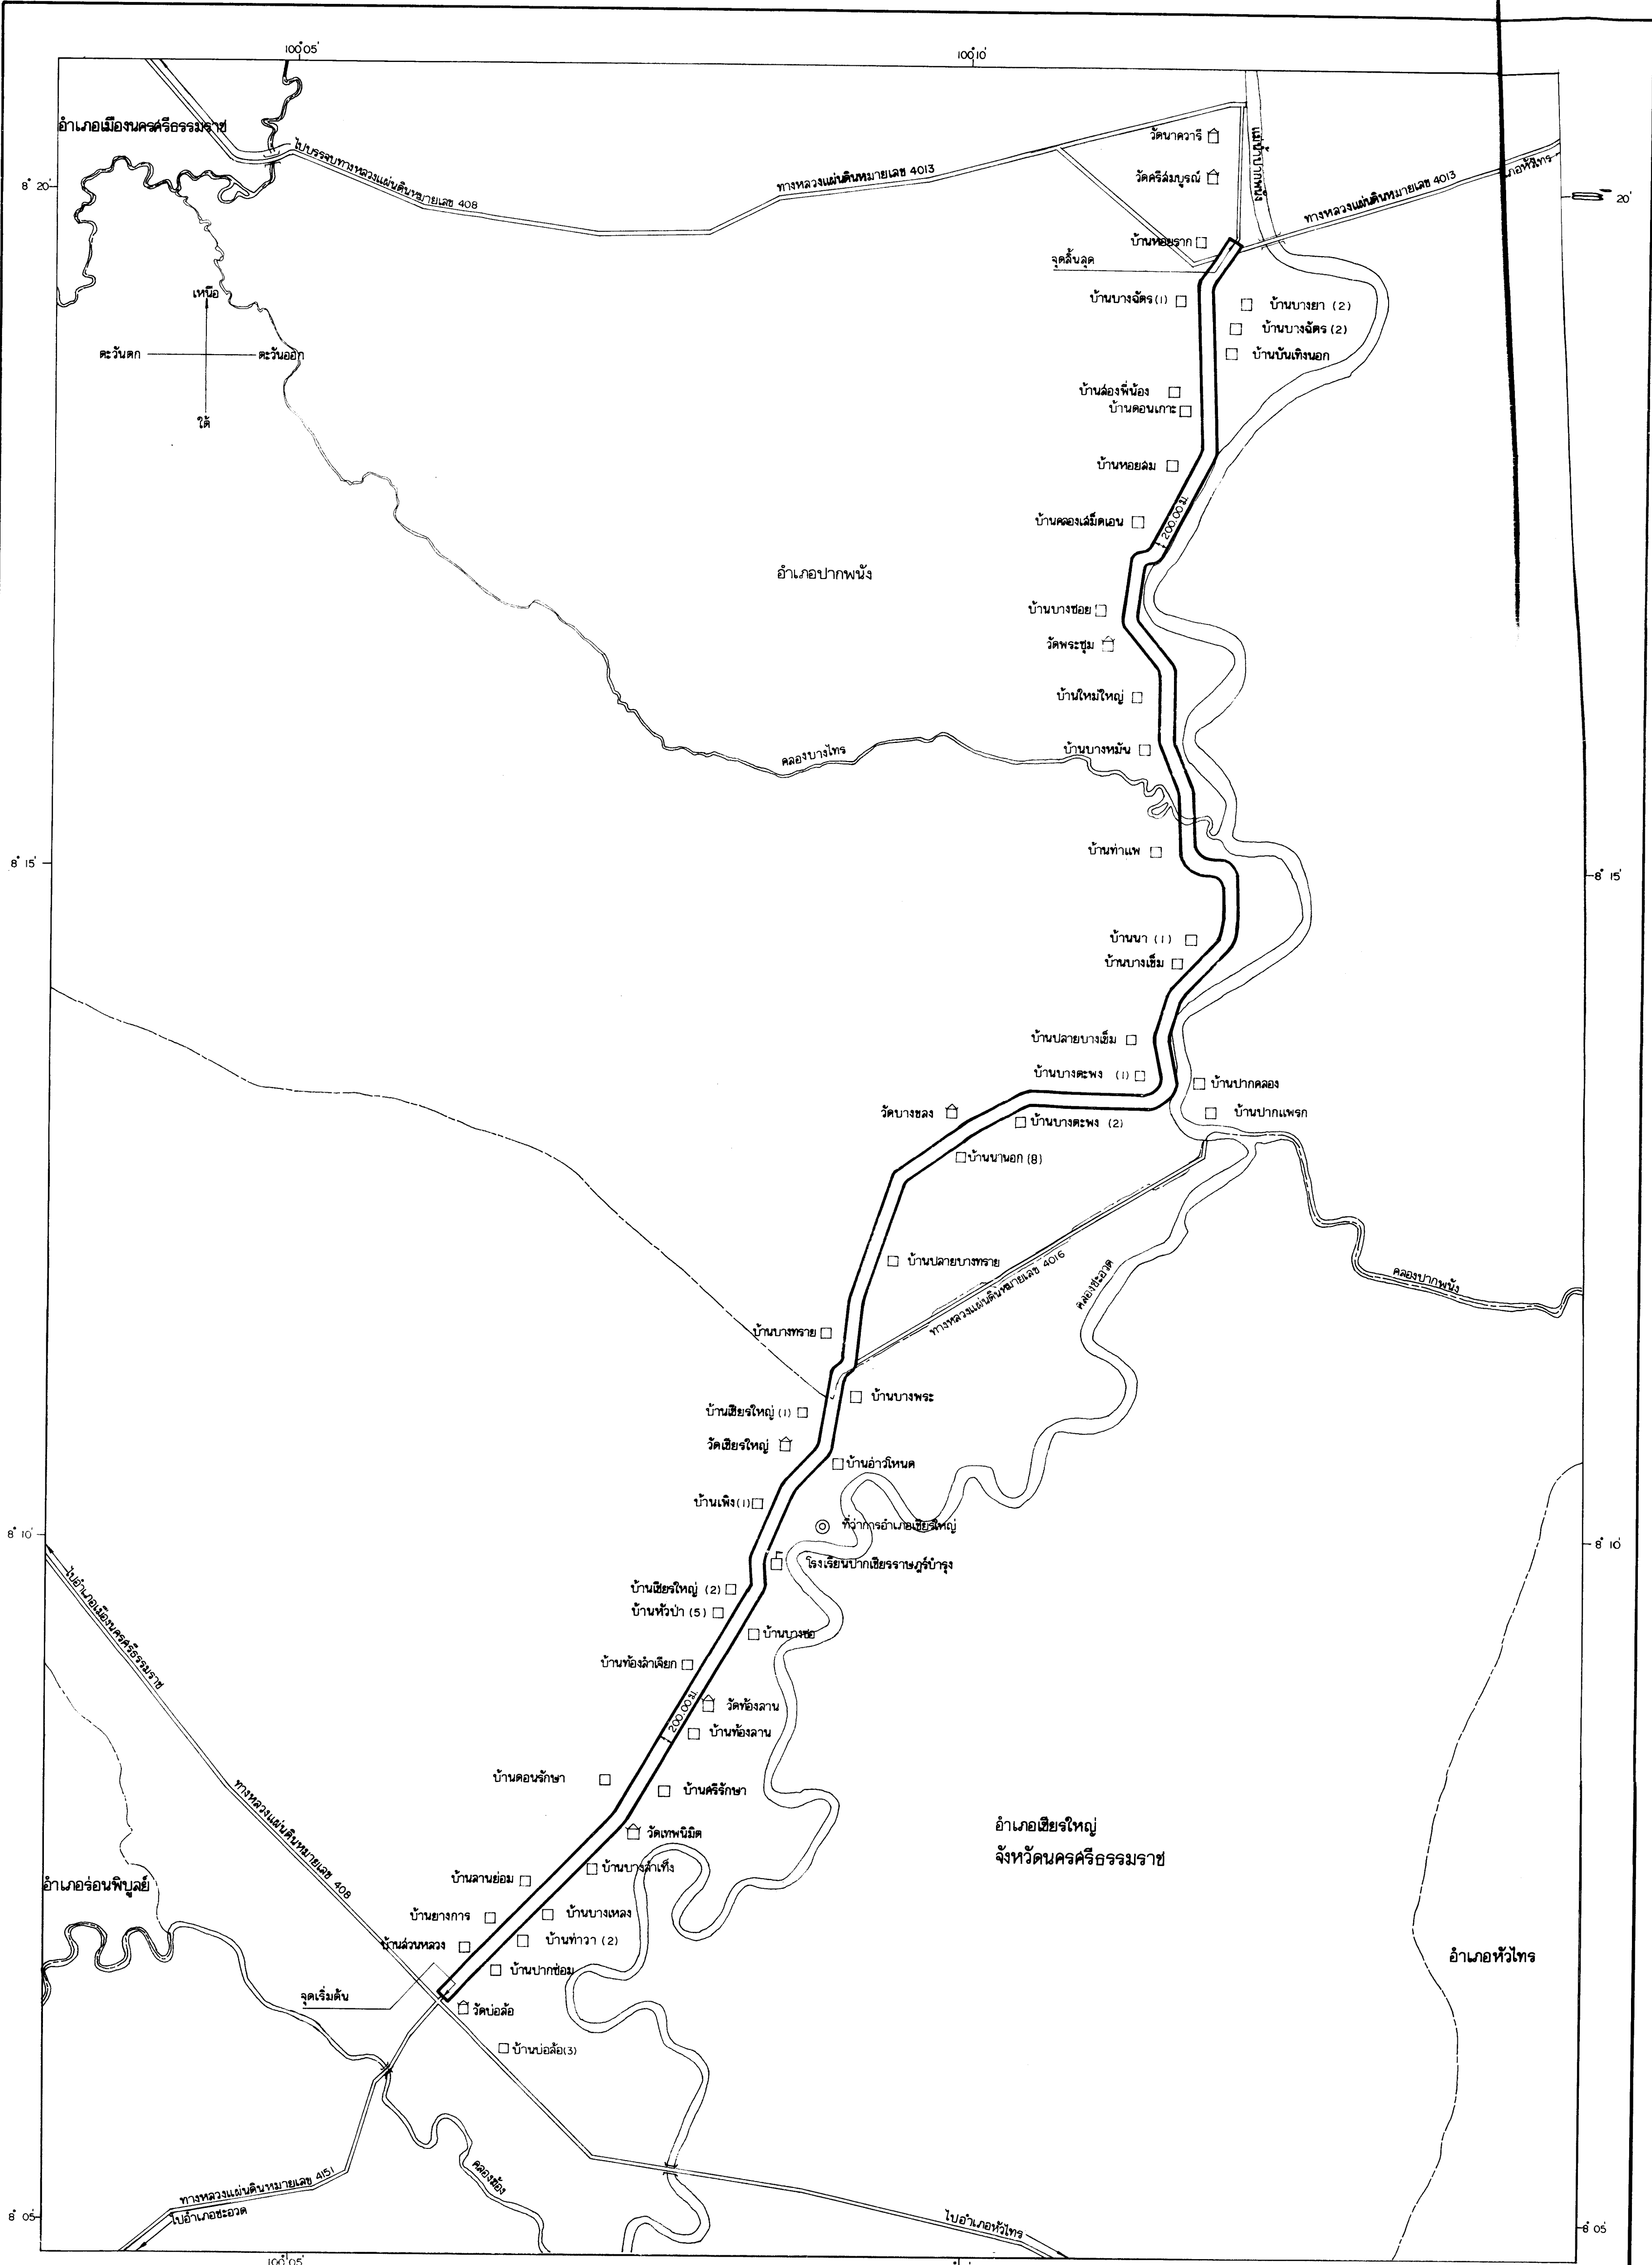 100°05'
100°10'
อำเภอเมืองนครศรีธรรมราช
ไปบรรจบทางหลวงแผ่นดินหมายเลข 408
ทางหลวงแผ่นดินหมายเลข 4013
วัดนาควารี
แม่น้ำปากพนัง
8° 20'
วัดศรีสมบูรณ์
ทางหลวงแผ่นดินหมายเลข 4013
20'
บ้านหอยราก
จุดสิ้นสุด
เหนือ
ตะวันตก
ตะวันออก
ใต้
บ้านบางฉัตร (1)
บ้านบางยา (2)
บ้านบางฉัตร (2)
บ้านบันเทิงนอก
บ้านสองพี่น้อง
บ้านดอนเกาะ
บ้านหอยลม
200.00 ม.
บ้านคลองเสม็ดเอน
อำเภอปากพนัง
บ้านบางซอย
วัดพระชุม
บ้านใหม่ใหญ่
บ้านบางหมัน
คลองบางไทร
บ้านท่าแพ
8° 15'
8° 15'
บ้านนา (1)
บ้านบางเข็ม
บ้านปลายบางเข็ม
บ้านบางตะพง (1)
บ้านปากคลอง
วัดบางขลง
บ้านปากแพรก
บ้านบางตะพง (2)
บ้านนานอก (8)
บ้านปลายบางทราย
ทางหลวงแผ่นดินหมายเลข 4016
คลองชะอวด
คลองปากพนัง
บ้านบางทราย
บ้านบางพระ
บ้านเชียรใหญ่ (1)
วัดเชียรใหญ่
บ้านอ่าวโหนด
บ้านเพิง (1)
ที่ว่าการอำเภอเชียรใหญ่
8° 10'
8° 10'
โรงเรียนปากเชียรราษฎร์บำรุง
ไปอำเภอเมืองนครศรีธรรมราช
บ้านเชียรใหญ่ (2)
บ้านหัวป่า (5)
บ้านบางซอ
บ้านท้องลำเจียก
200.00 ม.
วัดท้องลาน
บ้านท้องลาน
บ้านดอนรักษา
บ้านศรีรักษา
ทางหลวงแผ่นดินหมายเลข 408
วัดเทพนิมิต
อำเภอเชียรใหญ่
จังหวัดนครศรีธรรมราช
อำเภอร่อนพิบูลย์
บ้านบางสำเท็ง
บ้านลานย่อม
บ้านยางการ
บ้านบางเหลง
บ้านสวนหลวง
บ้านท่าวา (2)
อำเภอหัวไทร
บ้านปากซ่อม
จุดเริ่มต้น
วัดบ่อล้อ
บ้านบ่อล้อ(3)
ทางหลวงแผ่นดินหมายเลข 4151
ไปอำเภอชะอวด
คลองฆ้อง
ไปอำเภอหัวไทร
8° 05'
8° 05'
100°05'